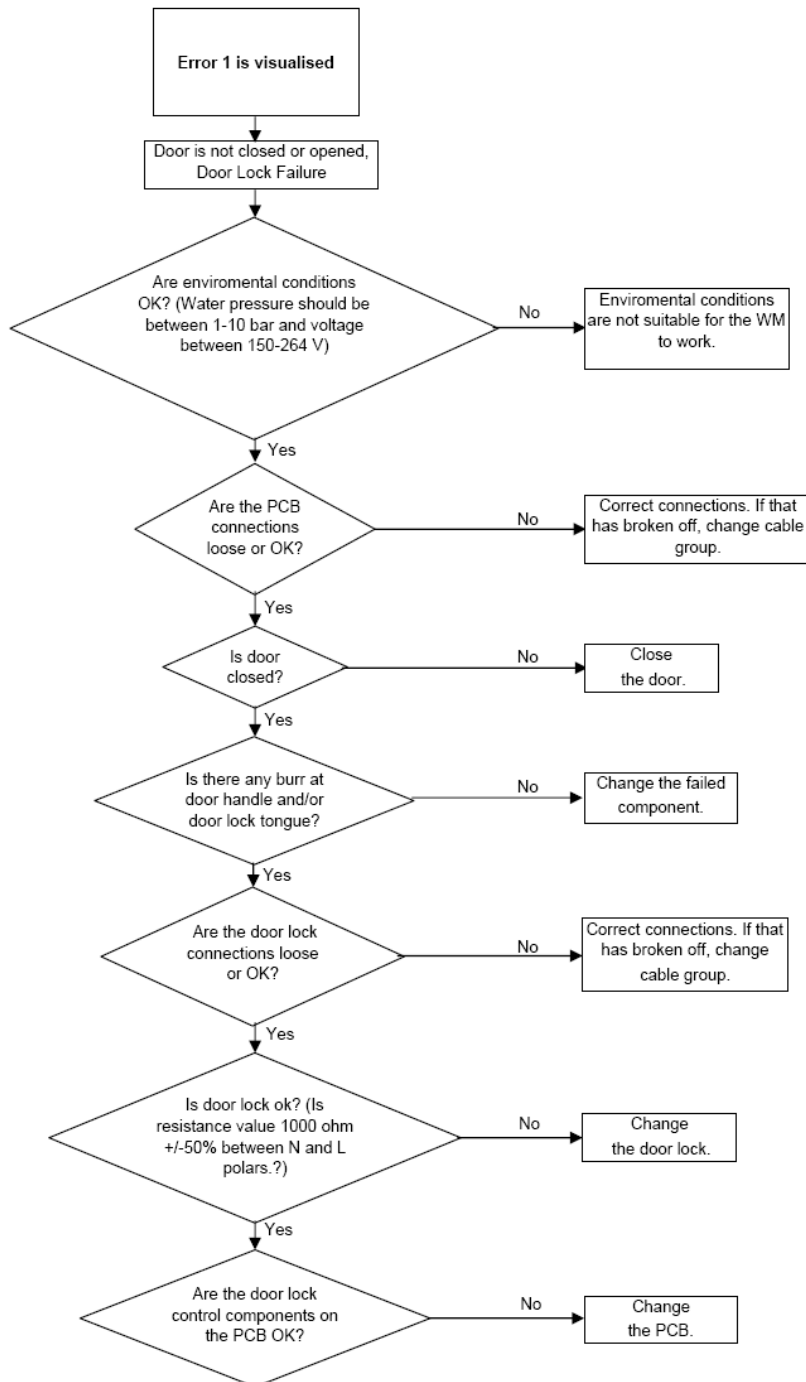 Error 1 is visualised
Door is not closed or opened,
Door Lock Failure
Are enviromental conditions
OK? (Water pressure should be
between 1-10 bar and voltage
between 150-264 V)
No
Enviromental conditions
are not suitable for the WM
to work.
Yes
Are the PCB
connections
loose or OK?
No
Correct connections. If that
has broken off, change cable
group.
Yes
Is door
closed?
No
Close
the door.
Yes
Is there any burr at
door handle and/or
door lock tongue?
No
Change the failed
component.
Yes
Are the door lock
connections loose
or OK?
No
Correct connections. If that
has broken off, change
cable group.
Yes
Is door lock ok? (Is
resistance value 1000 ohm
+/-50% between N and L
polars.?)
No
Change
the door lock.
Yes
Are the door lock
control components on
the PCB OK?
No
Change
the PCB.